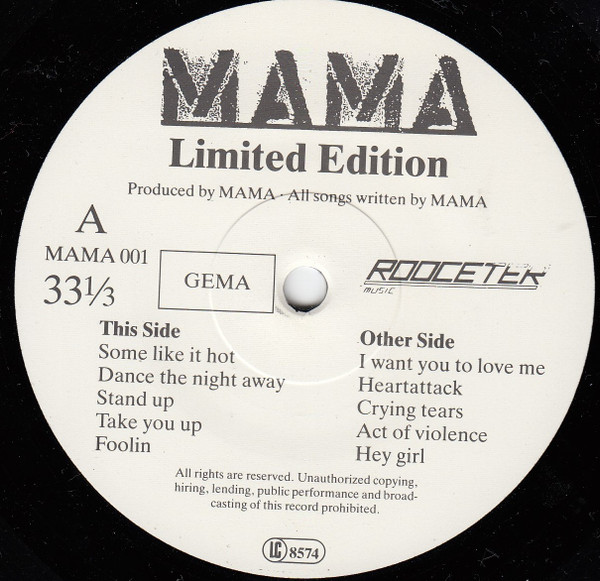 MAMA
Limited Edition
Produced by MAMA · All songs written by MAMA
A
MAMA 001
33⅓
GEMA
ROOCETER
MUSIC
This Side
Some like it hot
Dance the night away
Stand up
Take you up
Foolin
Other Side
I want you to love me
Heartattack
Crying tears
Act of violence
Hey girl
All rights are reserved. Unauthorized copying,
hiring, lending, public performance and broad-
casting of this record prohibited.
LC 8574